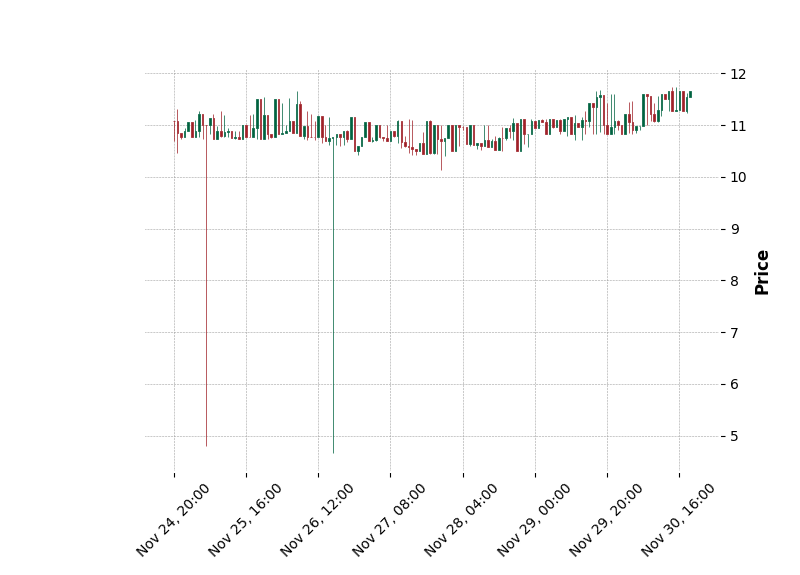 12
11
10
9
8
7
6
5
Price
Nov 24, 20:00
Nov 25, 16:00
Nov 26, 12:00
Nov 27, 08:00
Nov 28, 04:00
Nov 29, 00:00
Nov 29, 20:00
Nov 30, 16:00